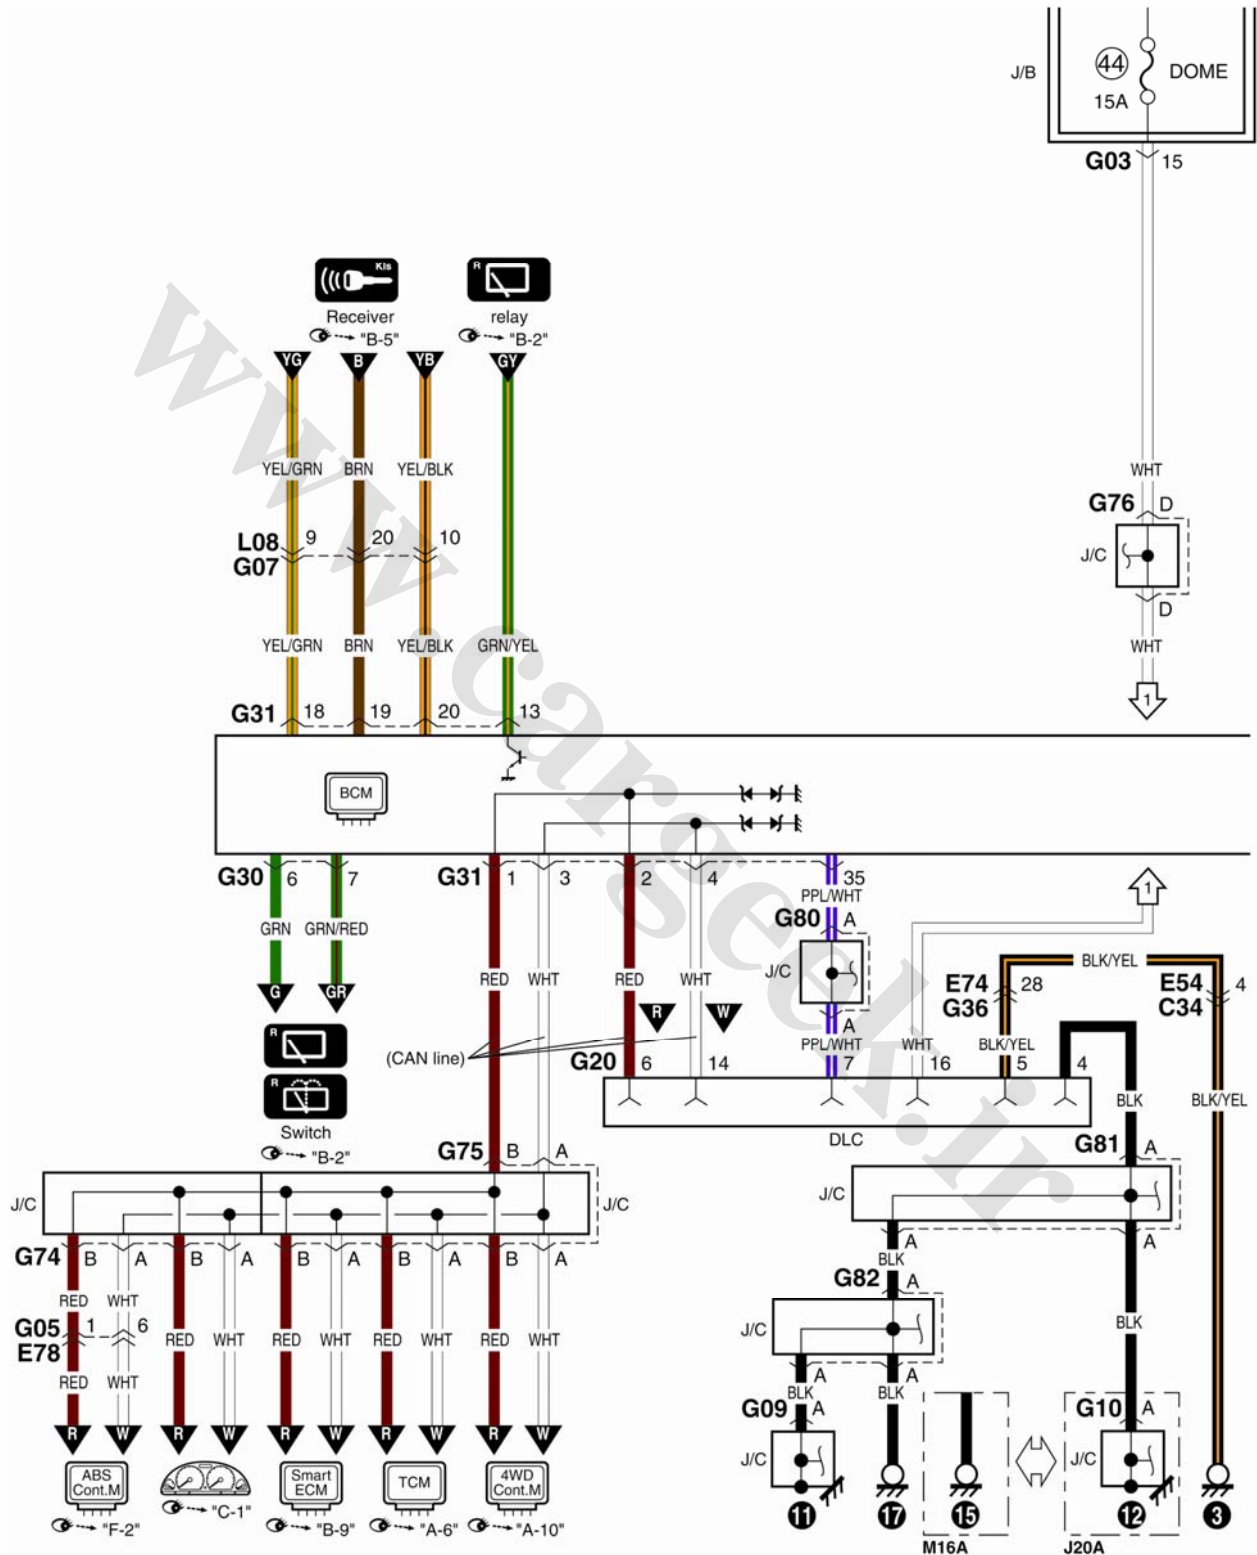 J/B
44
DOME
15A
G03 15
WHT
G76 D
J/C
D
WHT
1
Kls
Receiver
"B-5"
R
relay
"B-2"
YG B YB GY
YEL/GRN BRN YEL/BLK
L08 9 20 10
G07
YEL/GRN BRN YEL/BLK GRN/YEL
G31 18 19 20 13
BCM
G30 6 7
G31 1 3 2 4 35
PPL/WHT
1
G80 A
GRN GRN/RED
RED WHT RED WHT
J/C
BLK/YEL
E74 28
G36
E54 4
C34
G GR
R W
A
PPL/WHT
WHT
BLK/YEL
R
(CAN line)
G20 6 14 7 16 5 4
R
BLK
BLK/YEL
Switch
"B-2"
DLC
G75 B A
G81 A
J/C
J/C
J/C
G74 B A B A B A B A B A
A A
BLK
G82 A
RED WHT
G05 1 6
E78
RED WHT RED WHT RED WHT RED WHT
J/C
BLK
RED WHT
A A
BLK BLK
G09 A
G10 A
R W R W R W R W R W
J/C
J/C
ABS
Cont.M
Smart
ECM
TCM
4WD
Cont.M
"F-2" "C-1" "B-9" "A-6" "A-10"
11 17 15 12 3
M16A
J20A
www.cargeek.ir